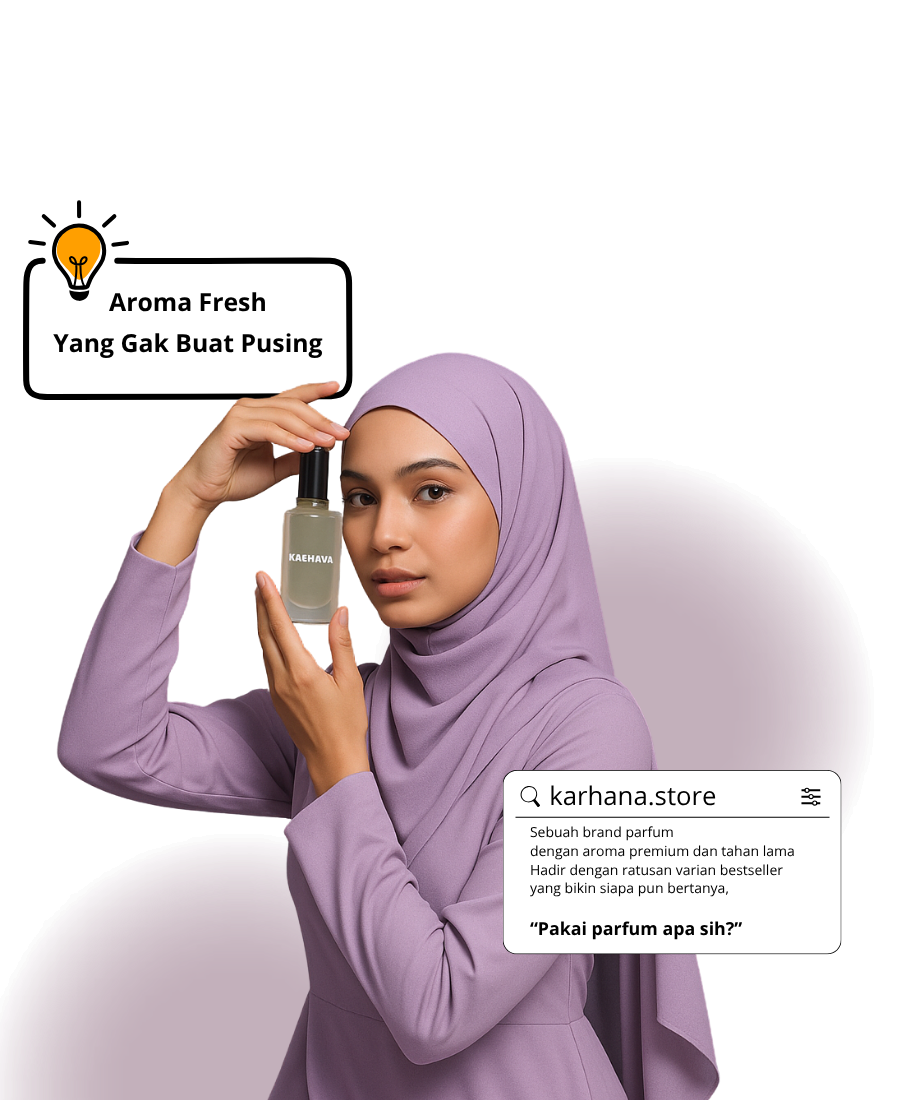 Aroma Fresh
Yang Gak Buat Pusing
KAEHAVA
karhana.store
Sebuah brand parfum
dengan aroma premium dan tahan lama
Hadir dengan ratusan varian bestseller
yang bikin siapa pun bertanya,
“Pakai parfum apa sih?”